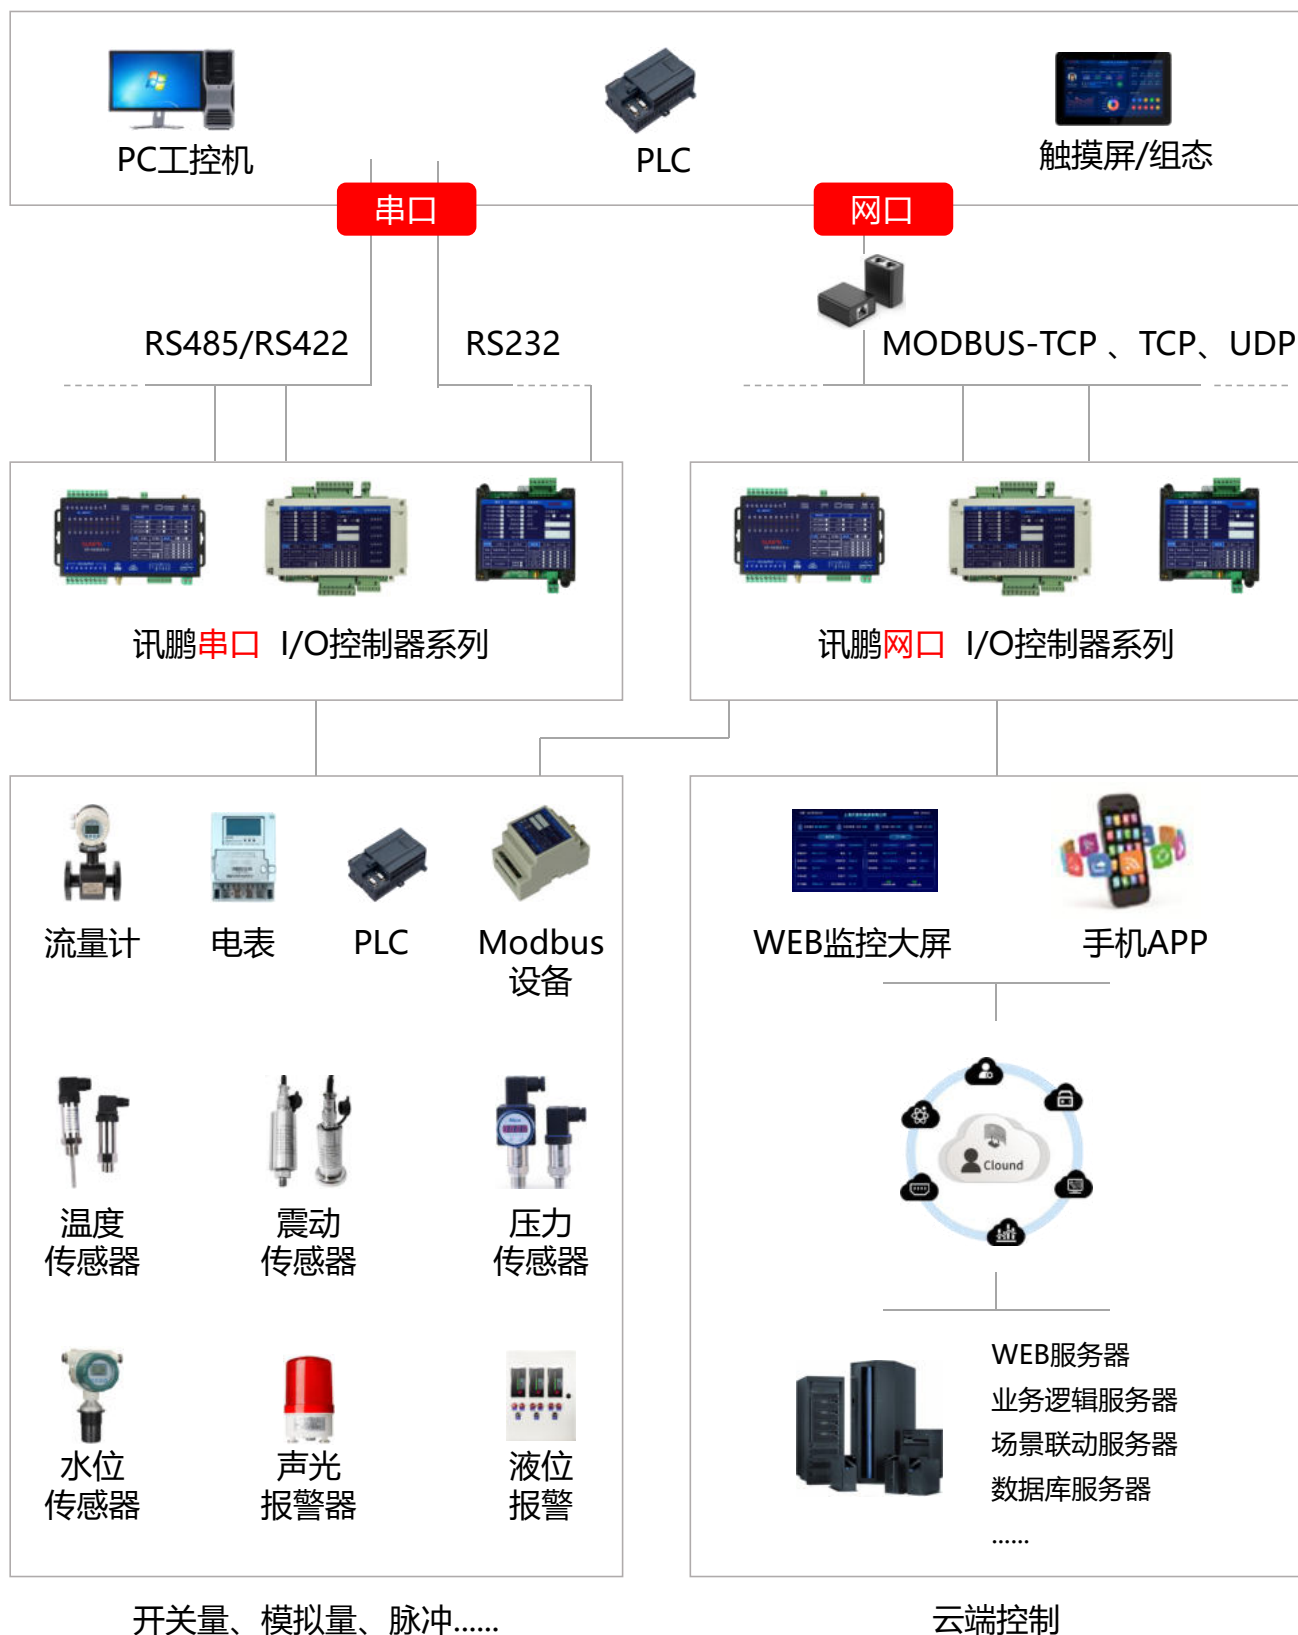 PC工控机
PLC
触摸屏/组态
串口
网口
RS485/RS422
RS232
MODBUS-TCP 、TCP、UDP
讯鹏串口 I/O控制器系列
讯鹏网口 I/O控制器系列
流量计
电表
PLC
Modbus
设备
WEB监控大屏
手机APP
温度
传感器
震动
传感器
压力
传感器
Clound
水位
传感器
声光
报警器
液位
报警
WEB服务器
业务逻辑服务器
场景联动服务器
数据库服务器
......
开关量、模拟量、脉冲......
云端控制